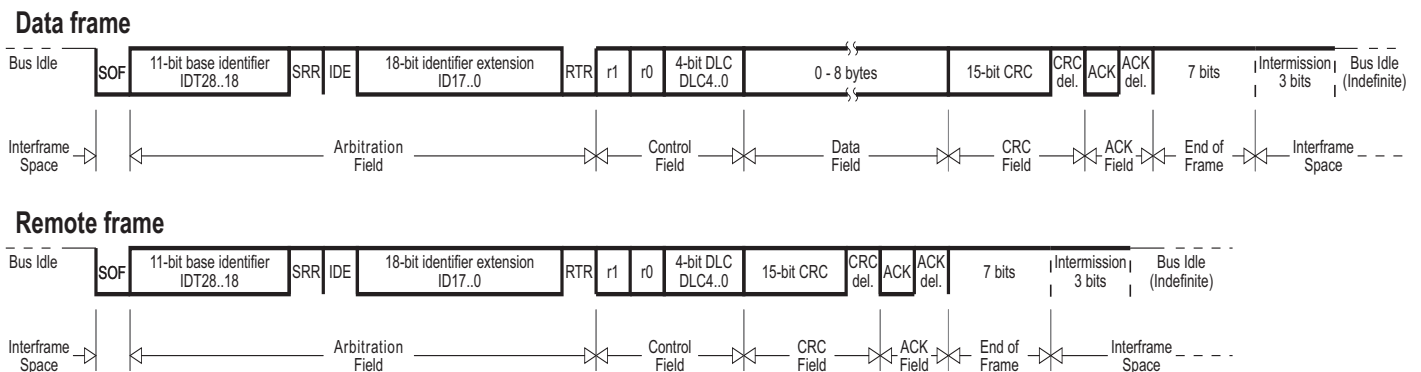 Data frame
Bus Idle SOF 11-bit base identifier SRR IDE 18-bit identifier extension RTR r1 r0 4-bit DLC 0 - 8 bytes 15-bit CRC CRC ACK ACK 7 bits Intermission Bus Idle
IDT28..18 ID17..0 DLC4..0 del. del. 3 bits (Indefinite)
Interframe Arbitration Control Data CRC ACK End of Interframe
Space Field Field Field Field Field Frame Space
Remote frame
Bus Idle SOF 11-bit base identifier SRR IDE 18-bit identifier extension RTR r1 r0 4-bit DLC 15-bit CRC CRC ACK ACK 7 bits Intermission Bus Idle
IDT28..18 ID17..0 DLC4..0 del. del. 3 bits (Indefinite)
Interframe Arbitration Control CRC ACK End of Interframe
Space Field Field Field Field Frame Space